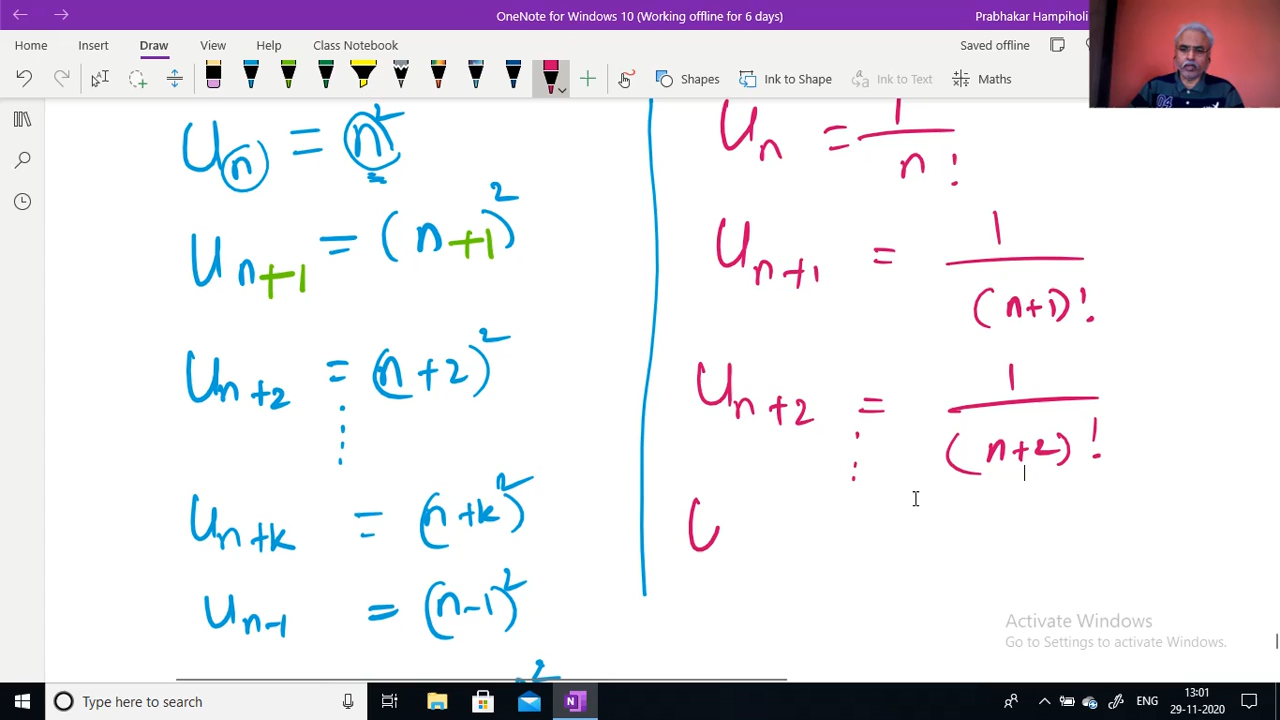 OneNote for Windows 10 (Working offline for 6 days)
Prabhakar Hampiholi
Home Insert Draw View Help Class Notebook
Saved offline
Shapes Ink to Shape Ink to Text Maths
04
Uₙ = n²
Uₙ₊₁ = (n+1)²
Uₙ₊₂ = (n+2)²
⋮
Uₙ₊ₖ = (n+k)²
Uₙ₋₁ = (n-1)²
2
Uₙ = 1/n!
Uₙ₊₁ = 1/(n+1)!
Uₙ₊₂ = 1/(n+2)!
⋮
U
Activate Windows
Go to Settings to activate Windows.
Type here to search
ENG
13:01
29-11-2020